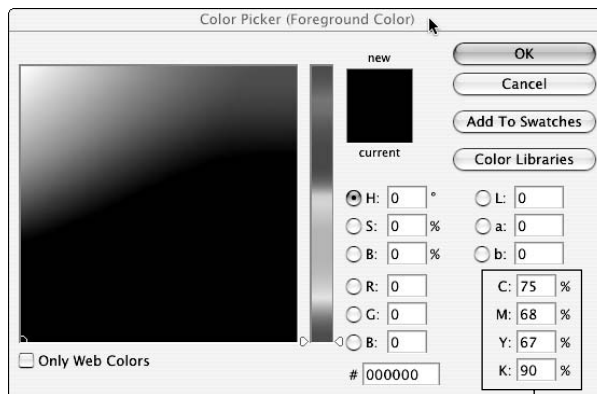 Color Picker (Foreground Color)
new
current
OK
Cancel
Add To Swatches
Color Libraries
H: 0 °
S: 0 %
B: 0 %
R: 0
G: 0
B: 0
# 000000
L: 0
a: 0
b: 0
C: 75 %
M: 68 %
Y: 67 %
K: 90 %
Only Web Colors